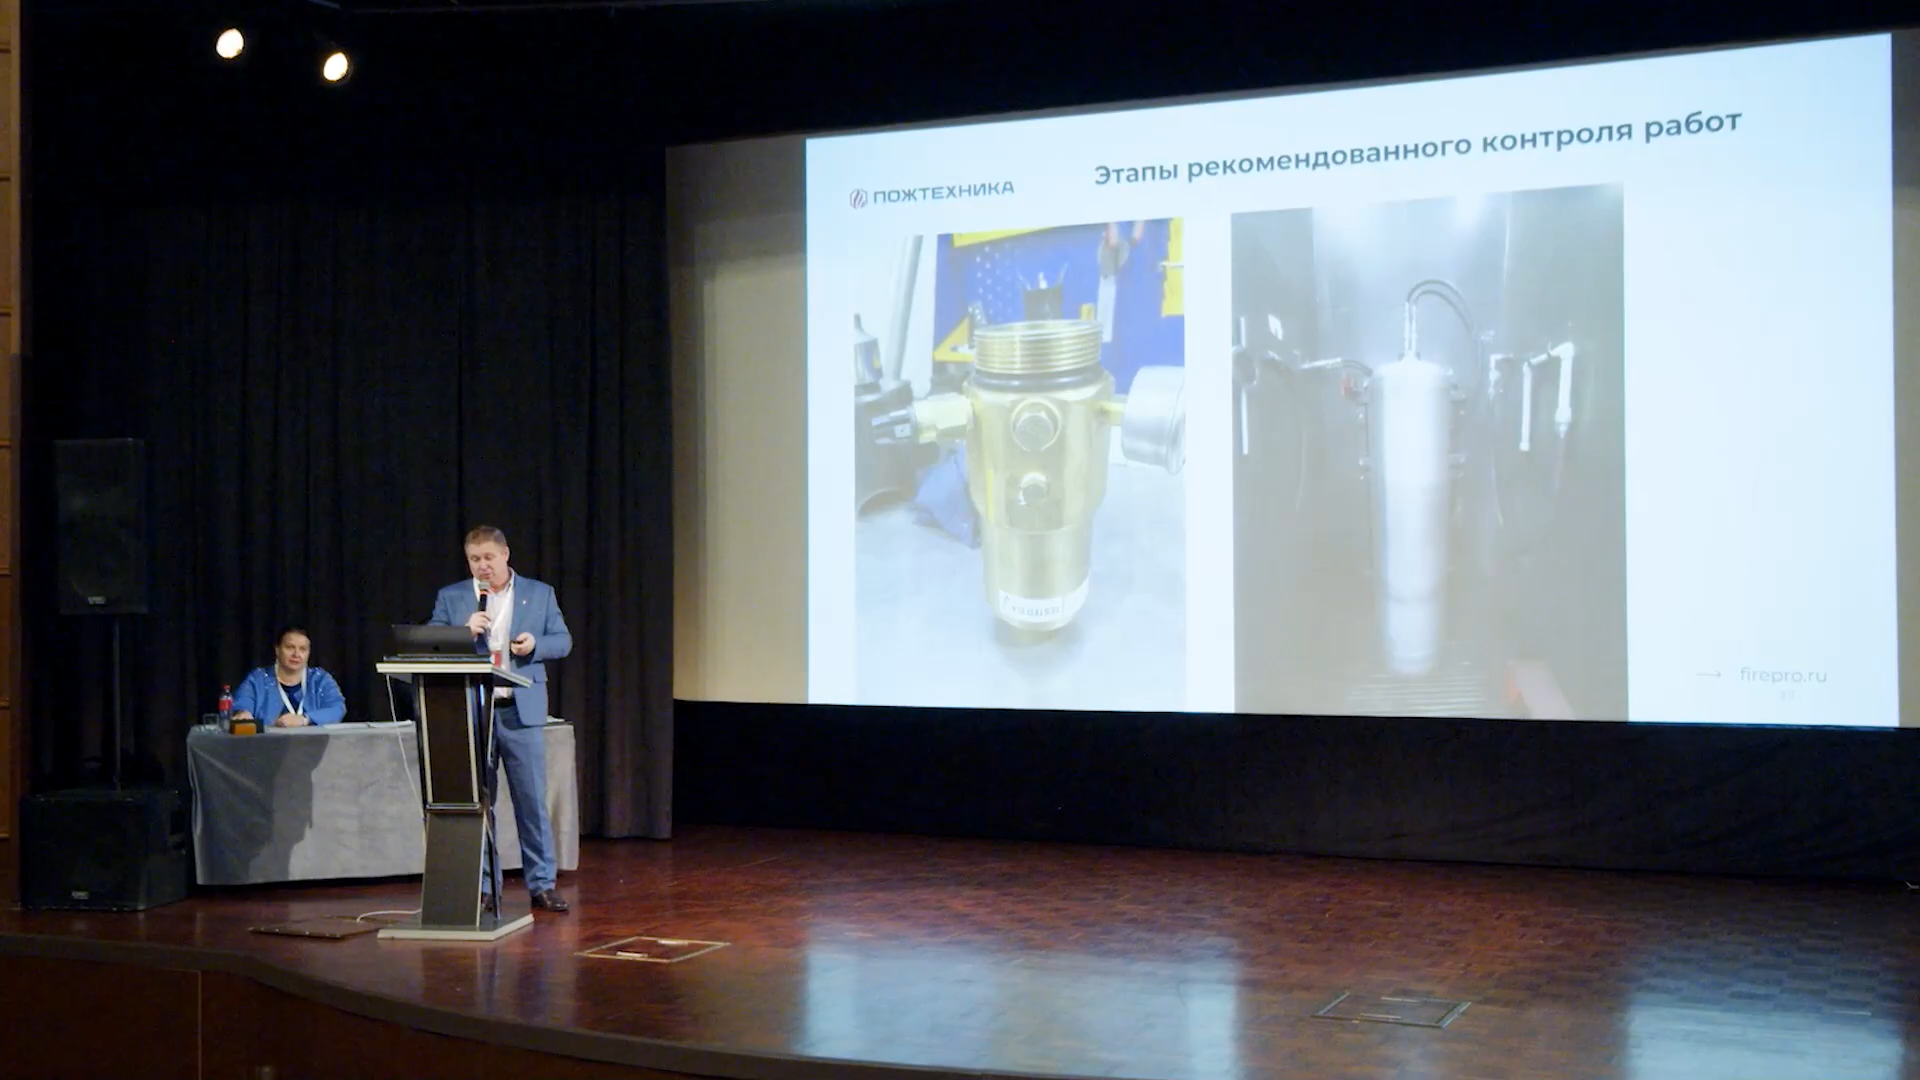 Этапы рекомендованного контроля работ
ПОЖТЕХНИКА
firepro.ru